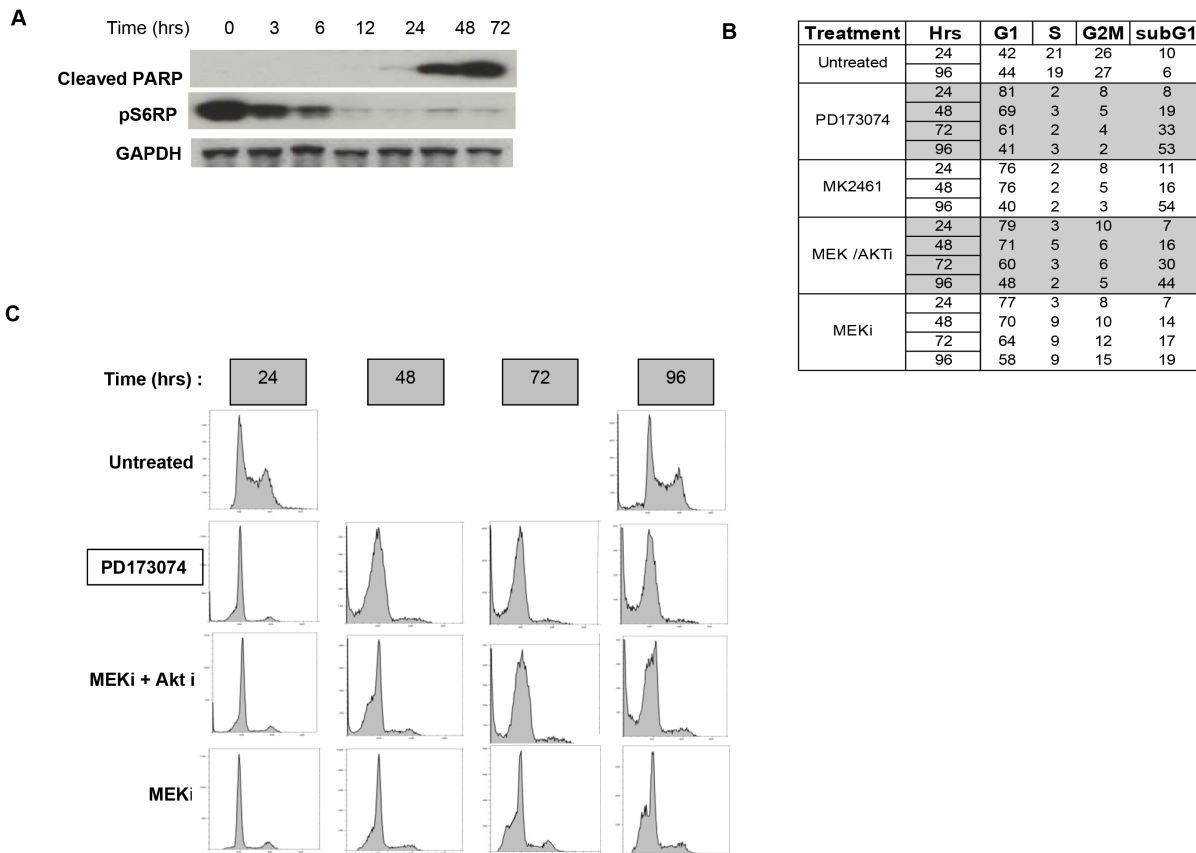 A
Time (hrs) 0 3 6 12 24 48 72
Cleaved PARP
pS6RP
GAPDH
B
Treatment Hrs G1 S G2M subG1
Untreated
24 42 21 26 10
96 44 19 27 6
PD173074
24 81 2 8 8
48 69 3 5 19
72 61 2 4 33
96 41 3 2 53
MK2461
24 76 2 8 11
48 76 2 5 16
96 40 2 3 54
MEK /AKTi
24 79 3 10 7
48 71 5 6 16
72 60 3 6 30
96 48 2 5 44
MEKi
24 77 3 8 7
48 70 9 10 14
72 64 9 12 17
96 58 9 15 19
C
Time (hrs) : 24 48 72 96
Untreated
PD173074
MEKi + Akt i
MEKi